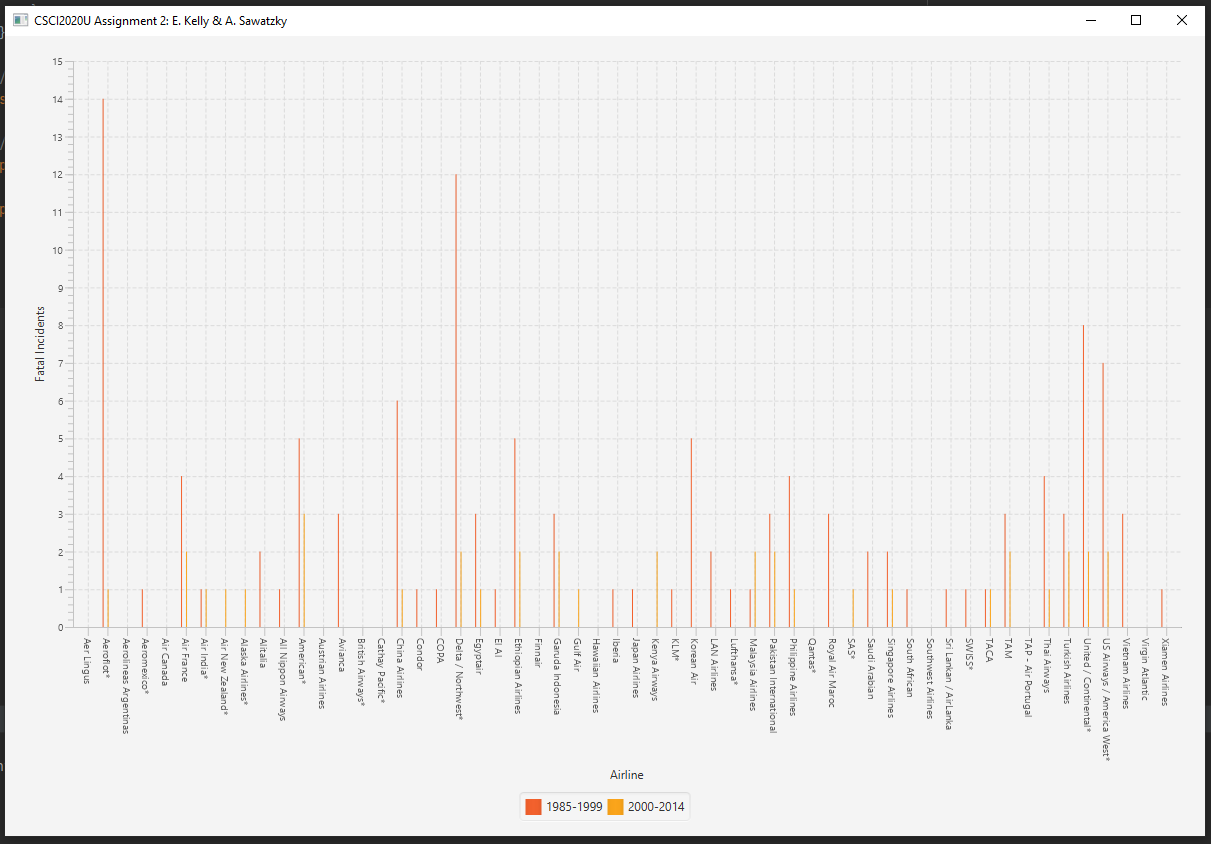 CSCI2020U Assignment 2: E. Kelly & A. Sawatzky
15
14
13
12
11
10
9
8
7
6
5
4
3
2
1
0
Fatal Incidents
Aer Lingus
Aeroflot*
Aerolineas Argentinas
Aeromexico*
Air Canada
Air France
Air India*
Air New Zealand*
Alaska Airlines*
Alitalia
All Nippon Airways
American*
Austrian Airlines
Avianca
British Airways*
Cathay Pacific*
China Airlines
Condor
COPA
Delta / Northwest*
Egyptair
El Al
Ethiopian Airlines
Finnair
Garuda Indonesia
Gulf Air
Hawaiian Airlines
Iberia
Japan Airlines
Kenya Airways
KLM*
Korean Air
LAN Airlines
Lufthansa*
Malaysia Airlines
Pakistan International
Philippine Airlines
Qantas*
Royal Air Maroc
SAS*
Saudi Arabian
Singapore Airlines
South African
Southwest Airlines
Sri Lankan / AirLanka
SWISS*
TACA
TAM
TAP - Air Portugal
Thai Airways
Turkish Airlines
United / Continental*
US Airways / America West*
Vietnam Airlines
Virgin Atlantic
Xiamen Airlines
Airline
1985-1999 2000-2014